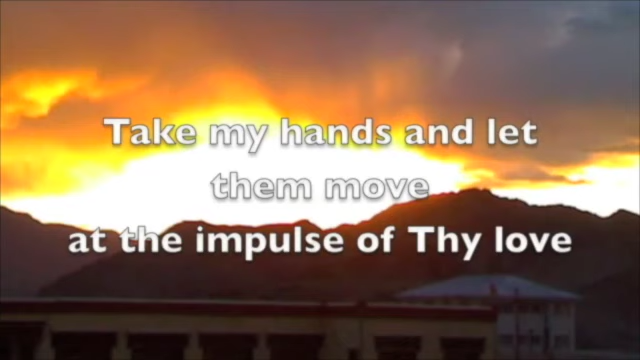 Take my hands and let
them move
at the impulse of Thy love